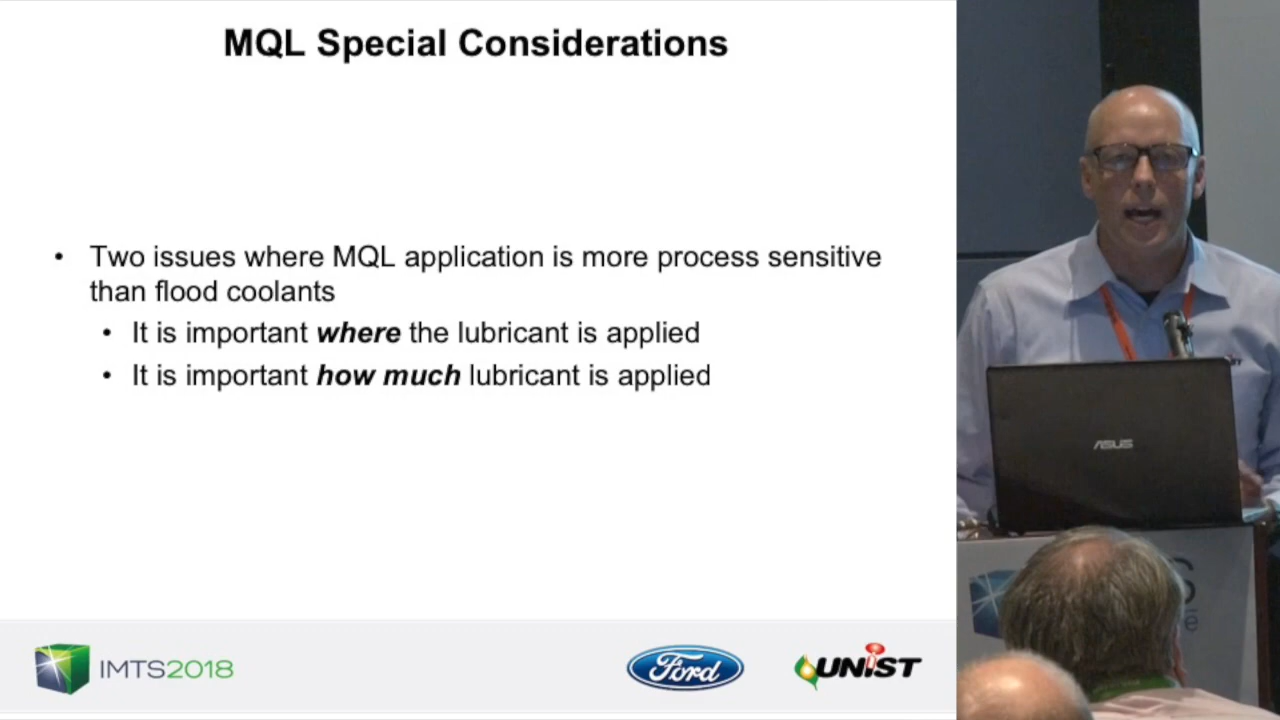 MQL Special Considerations
• Two issues where MQL application is more process sensitive
than flood coolants
• It is important where the lubricant is applied
• It is important how much lubricant is applied
IMTS2018
Ford
UNIST
ASUS